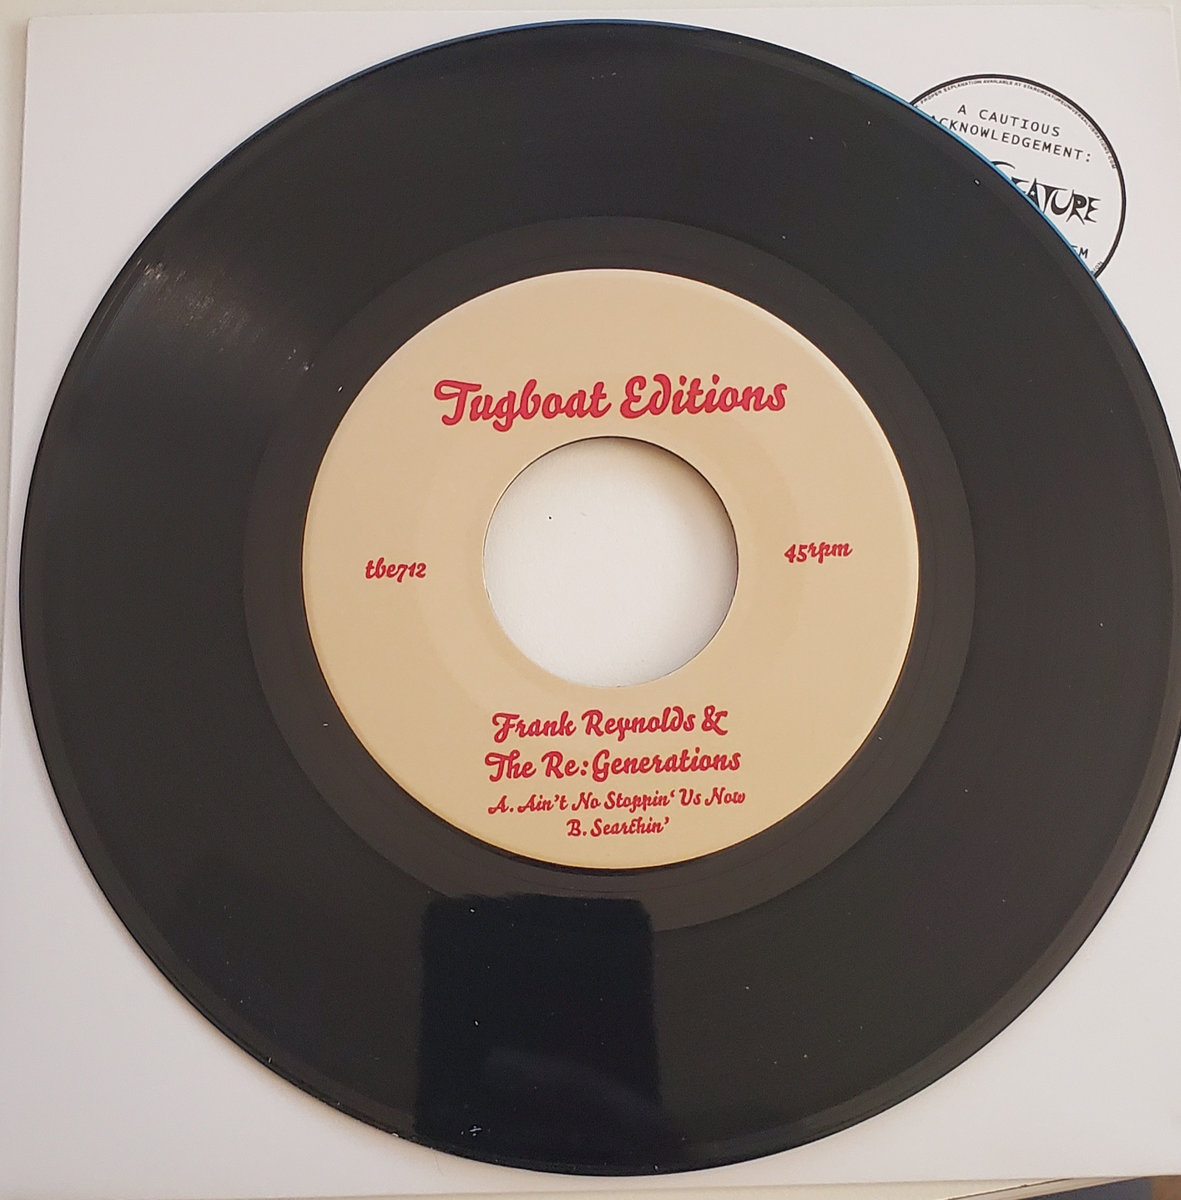 A CAUTIOUS
ACKNOWLEDGEMENT:
Tugboat Editions
tbe712
45rpm
Frank Reynolds &
The Re:Generations
A. Ain't No Stoppin‘ Us Now
B. Searchin'